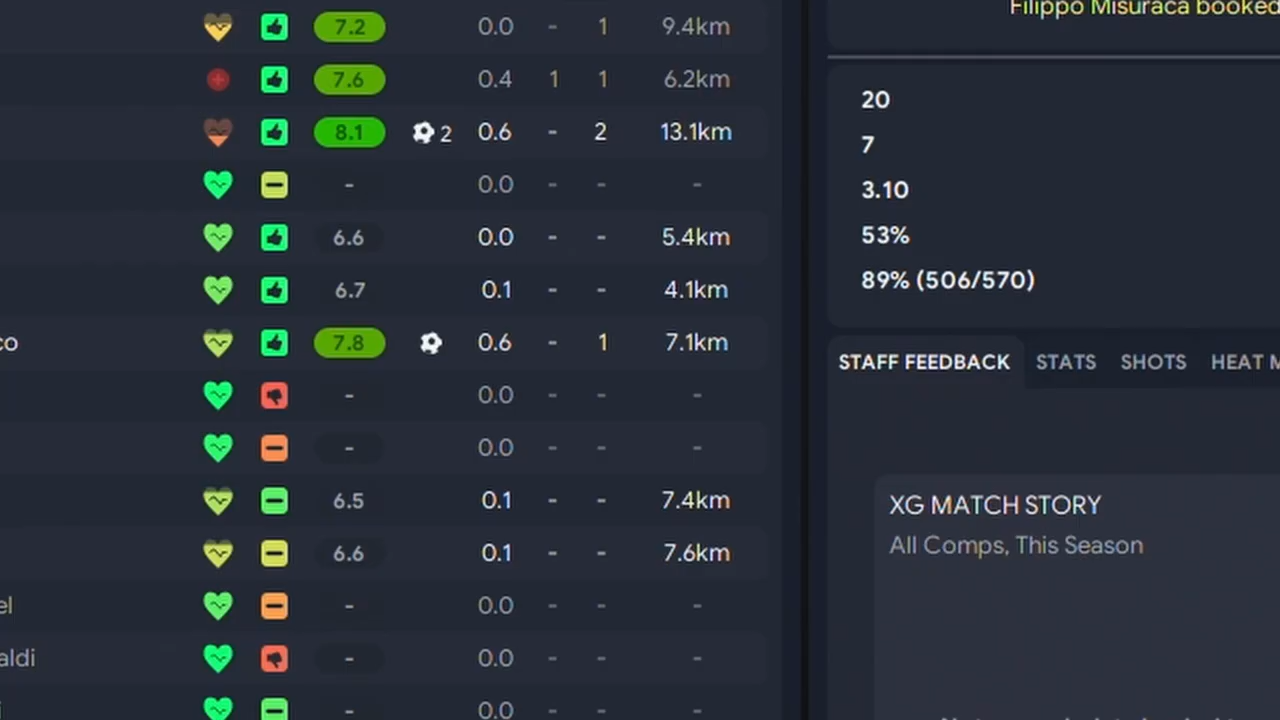 7.2 0.0 - 1 9.4km
7.6 0.4 1 1 6.2km
8.1 2 0.6 - 2 13.1km
- 0.0 - - -
6.6 0.0 - - 5.4km
6.7 0.1 - - 4.1km
co 7.8 0.6 - 1 7.1km
- 0.0 - - -
- 0.0 - - -
6.5 0.1 - - 7.4km
6.6 0.1 - - 7.6km
el - 0.0 - - -
aldi - 0.0 - - -
- 0.0 - - -
Filippo Misuraca booked
20
7
3.10
53%
89% (506/570)
STAFF FEEDBACK STATS SHOTS HEAT M
XG MATCH STORY
All Comps, This Season